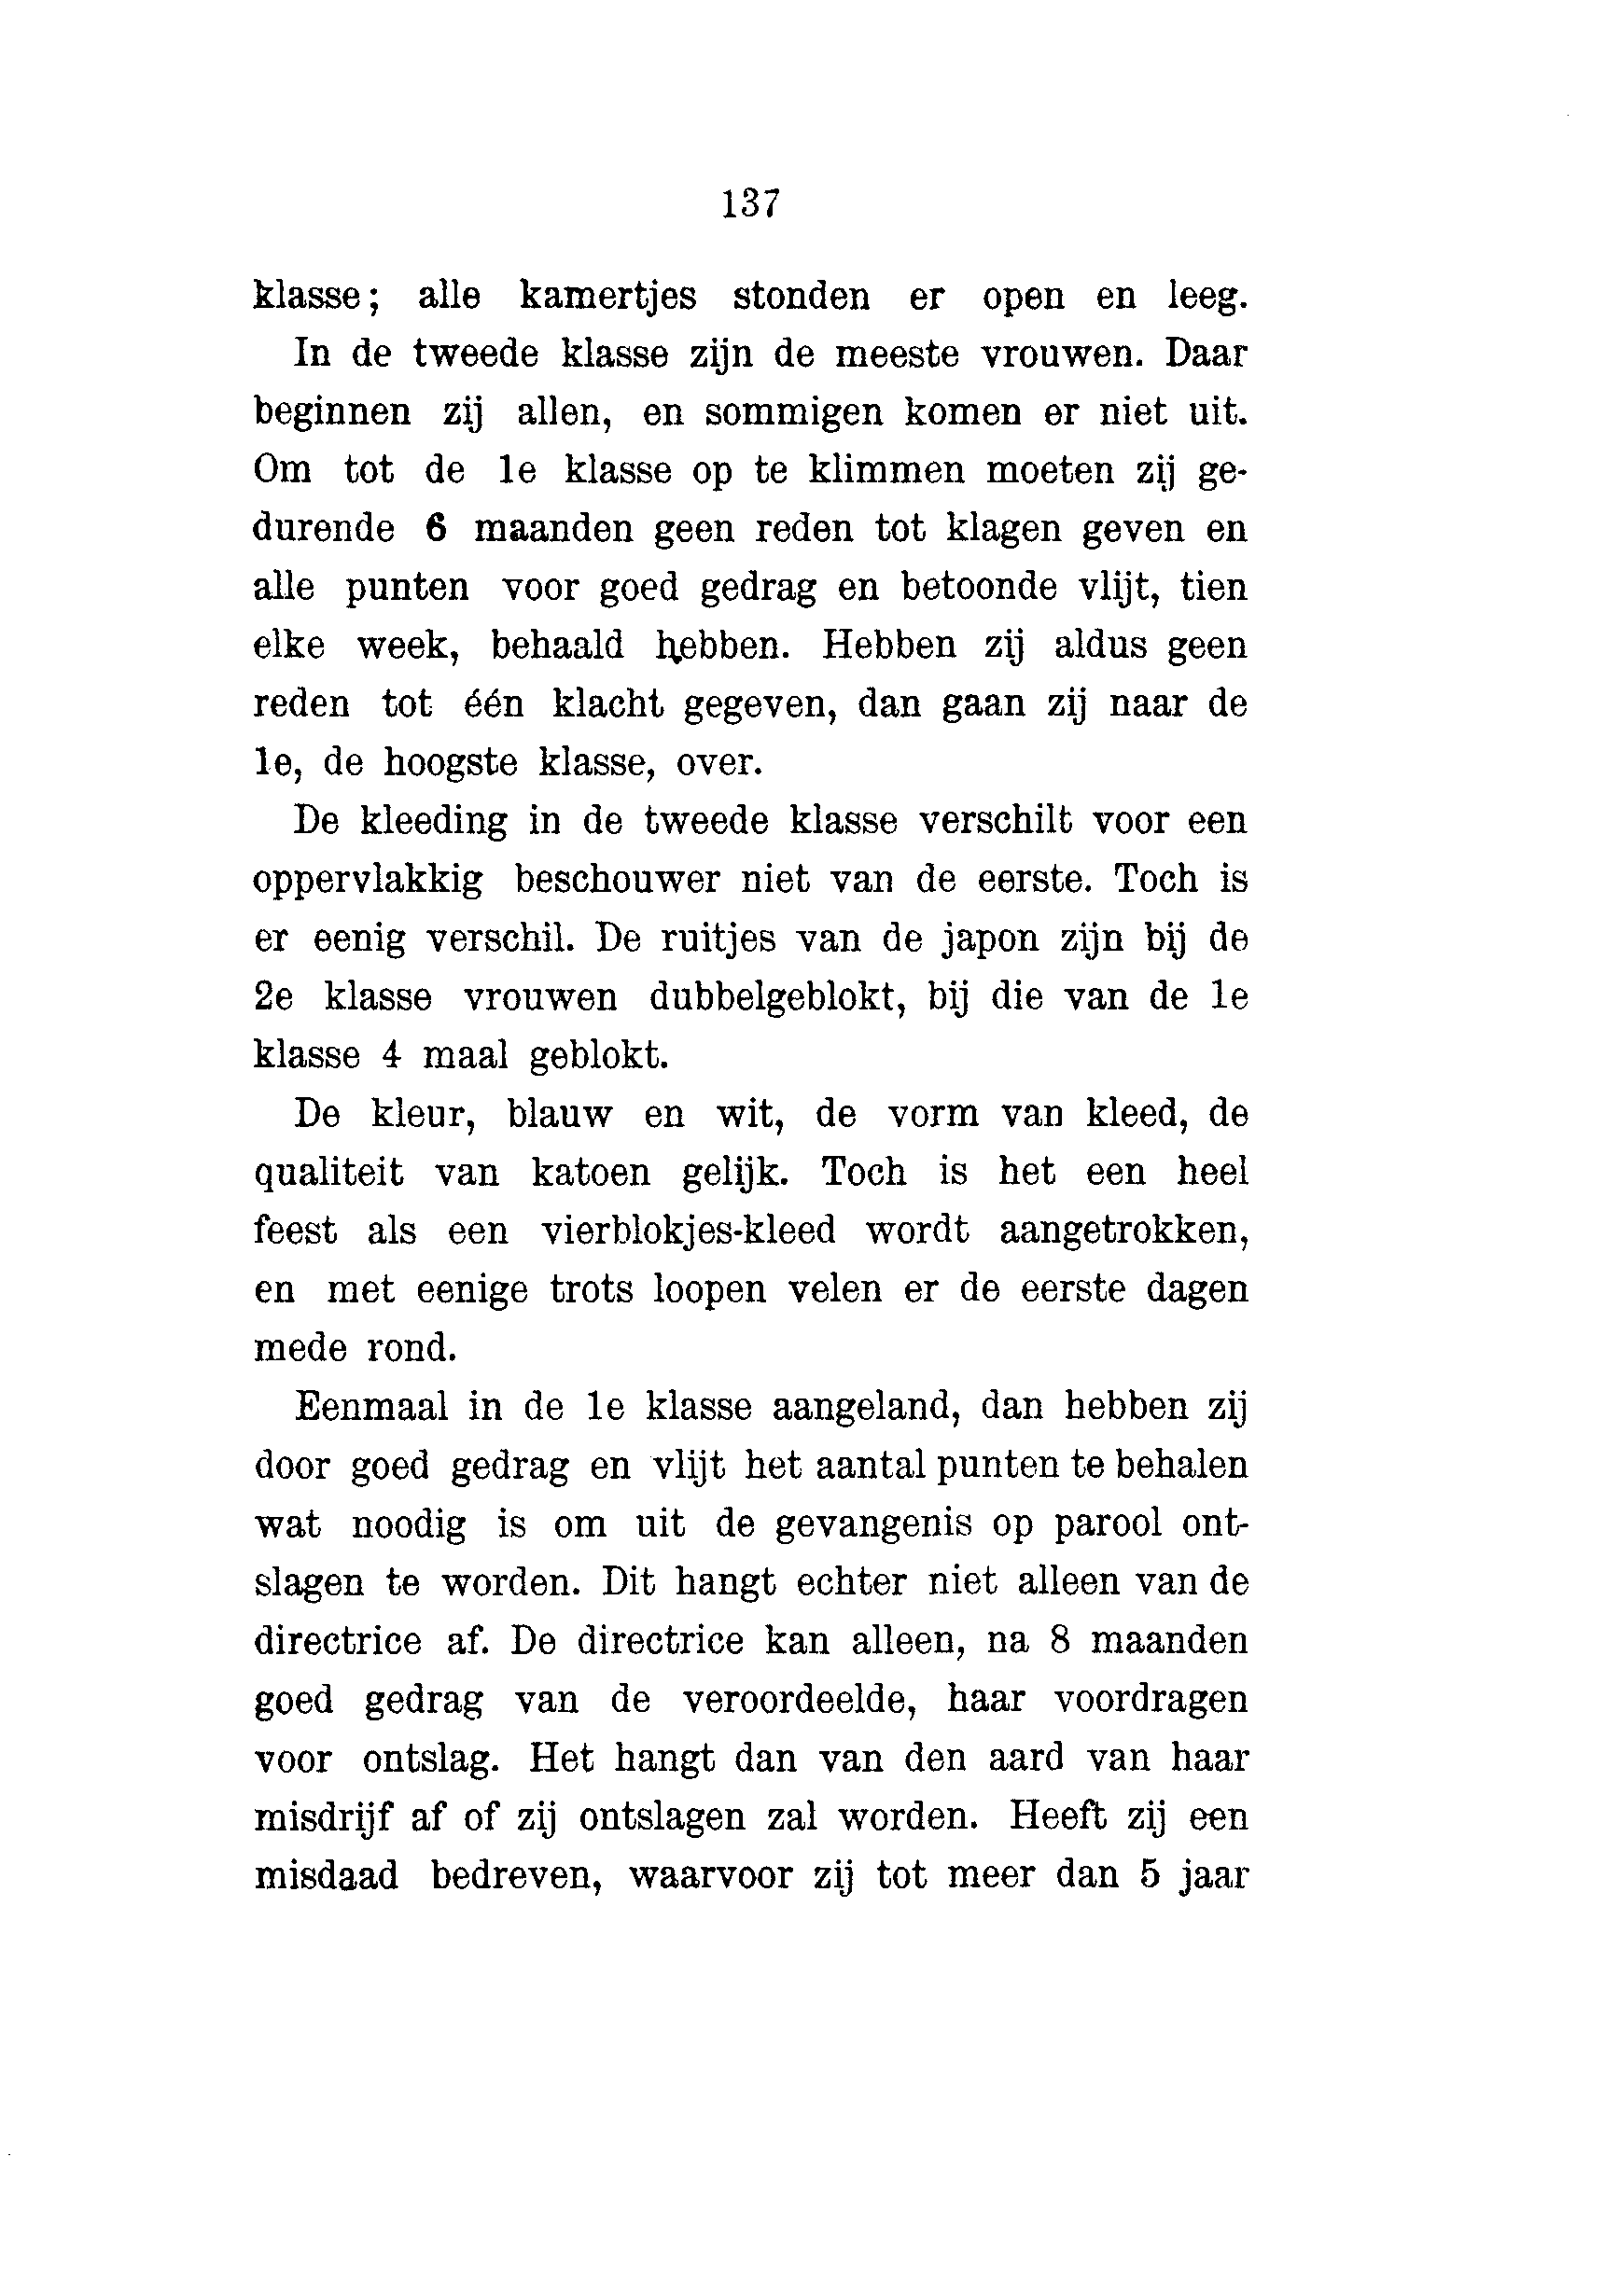 137
klasse; alle kamertjes stonden er open en leeg.
In de tweede klasse zijn de meeste vrouwen. Daar
beginnen zij allen, en sommigen komen er niet uit.
Om tot de 1e klasse op te klimmen moeten zij ge-
durende 6 maanden geen reden tot klagen geven en
alle punten voor goed gedrag en betoonde vlijt, tien
elke week, behaald hebben. Hebben zij aldus geen
reden tot één klacht gegeven, dan gaan zij naar de
1e, de hoogste klasse, over.
De kleeding in de tweede klasse verschilt voor een
oppervlakkig beschouwer niet van de eerste. Toch is
er eenig verschil. De ruitjes van de japon zijn bij de
2e klasse vrouwen dubbelgeblokt, bij die van de 1e
klasse 4 maal geblokt.
De kleur, blauw en wit, de vorm van kleed, de
qualiteit van katoen gelijk. Toch is het een heel
feest als een vierblokjes-kleed wordt aangetrokken,
en met eenige trots loopen velen er de eerste dagen
mede rond.
Eenmaal in de 1e klasse aangeland, dan hebben zij
door goed gedrag en vlijt het aantal punten te behalen
wat noodig is om uit de gevangenis op parool ont-
slagen te worden. Dit hangt echter niet alleen van de
directrice af. De directrice kan alleen, na 8 maanden
goed gedrag van de veroordeelde, haar voordragen
voor ontslag. Het hangt dan van den aard van haar
misdrijf af of zij ontslagen zal worden. Heeft zij een
misdaad bedreven, waarvoor zij tot meer dan 5 jaar